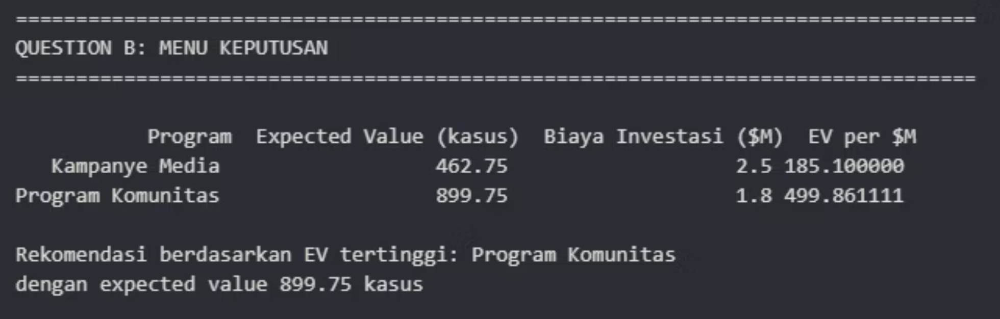 ================================================================================
QUESTION B: MENU KEPUTUSAN
================================================================================
Program Expected Value (kasus) Biaya Investasi ($M) EV per $M
Kampanye Media 462.75 2.5 185.100000
Program Komunitas 899.75 1.8 499.861111
Rekomendasi berdasarkan EV tertinggi: Program Komunitas
dengan expected value 899.75 kasus